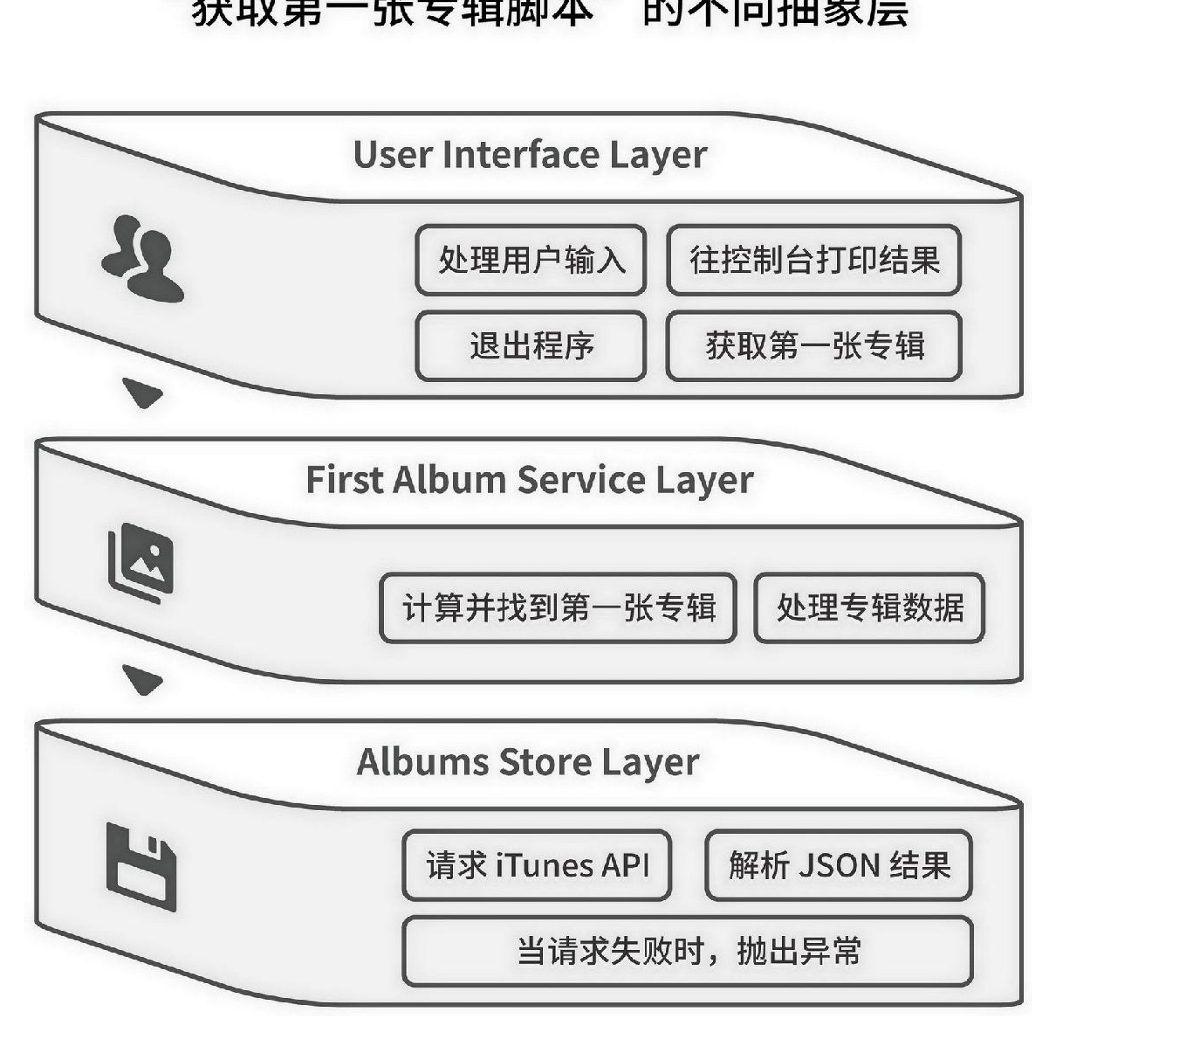 “获取第一张专辑脚本” 的不同抽象层
User Interface Layer
处理用户输入
往控制台打印结果
退出程序
获取第一张专辑
First Album Service Layer
计算并找到第一张专辑
处理专辑数据
Albums Store Layer
请求 iTunes API
解析 JSON 结果
当请求失败时，抛出异常